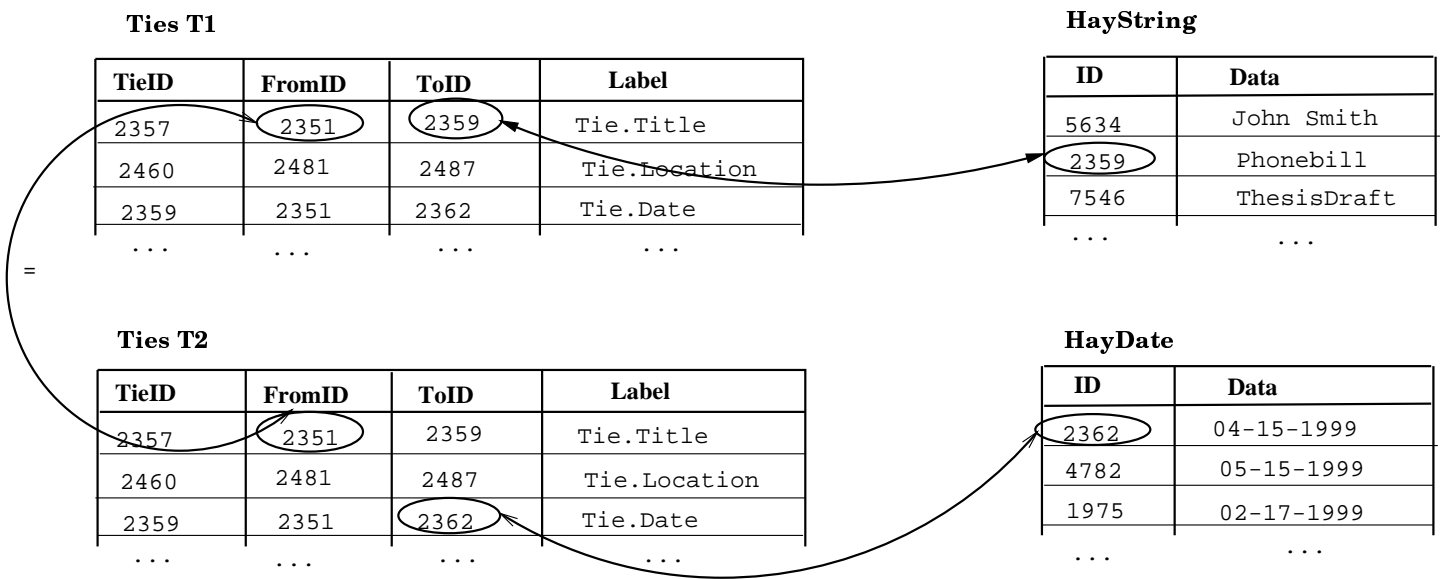 Ties T1 HayString
TieID FromID ToID Label ID Data
2357 2351 2359 Tie.Title 5634 John Smith
2460 2481 2487 Tie.Location 2359 Phonebill
2359 2351 2362 Tie.Date 7546 ThesisDraft
... ... ... ... ... ...
=
Ties T2 HayDate
TieID FromID ToID Label ID Data
2357 2351 2359 Tie.Title 2362 04-15-1999
2460 2481 2487 Tie.Location 4782 05-15-1999
2359 2351 2362 Tie.Date 1975 02-17-1999
... ... ... ... ... ...